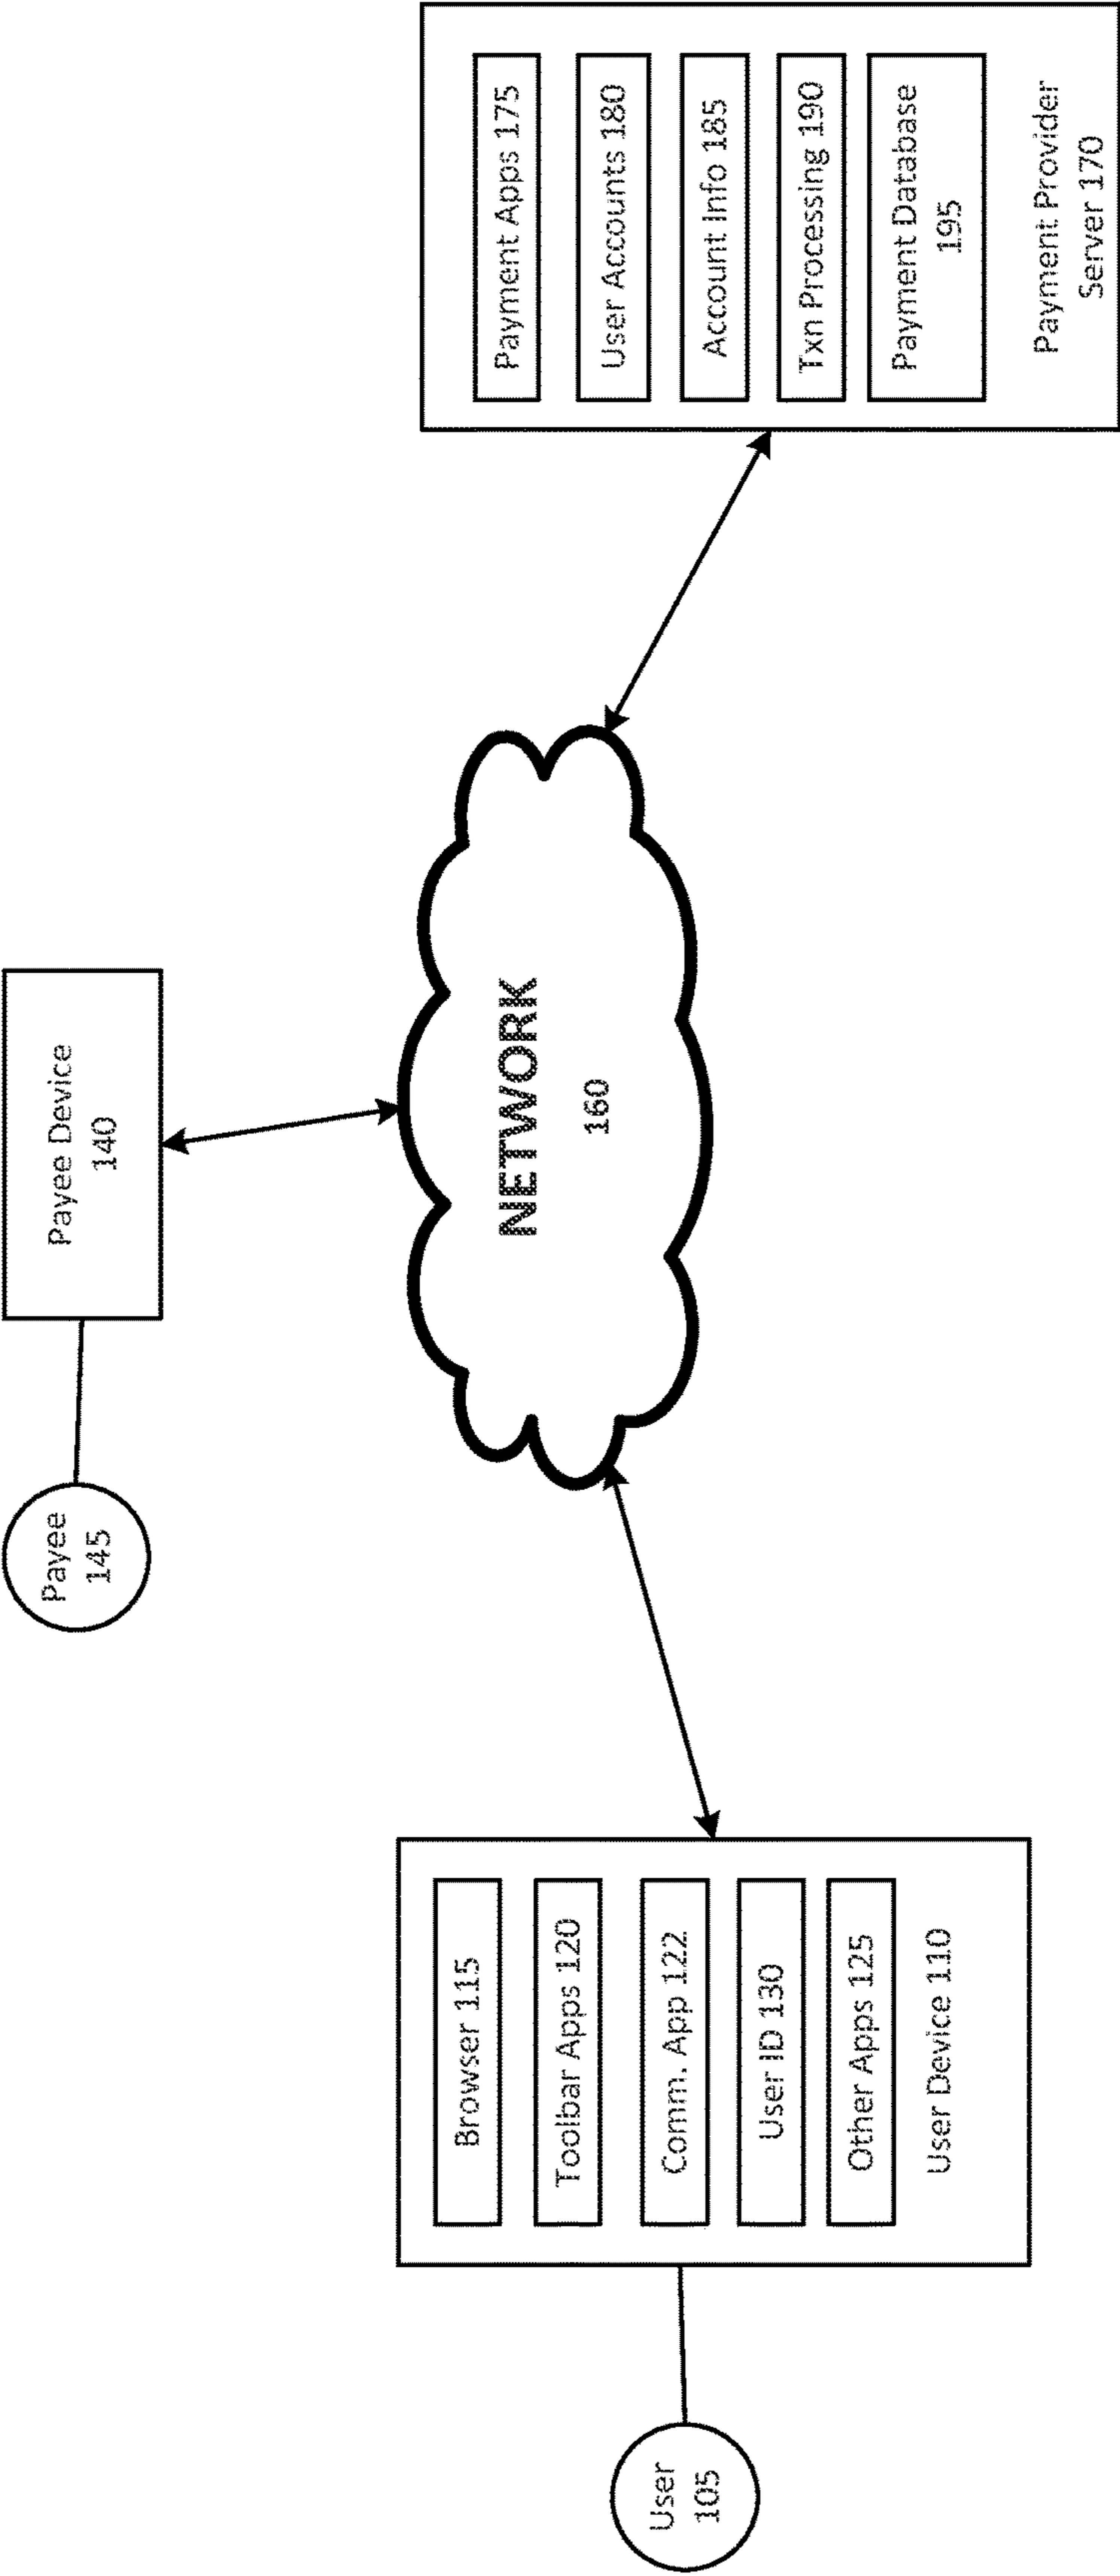 Payee
145
Payee Device
140
User
105
Browser 115
Toolbar Apps 120
Comm. App 122
User ID 130
Other Apps 125
User Device 110
NETWORK
160
Payment Apps 175
User Accounts 180
Account Info 185
Txn Processing 190
Payment Database
195
Payment Provider
Server 170